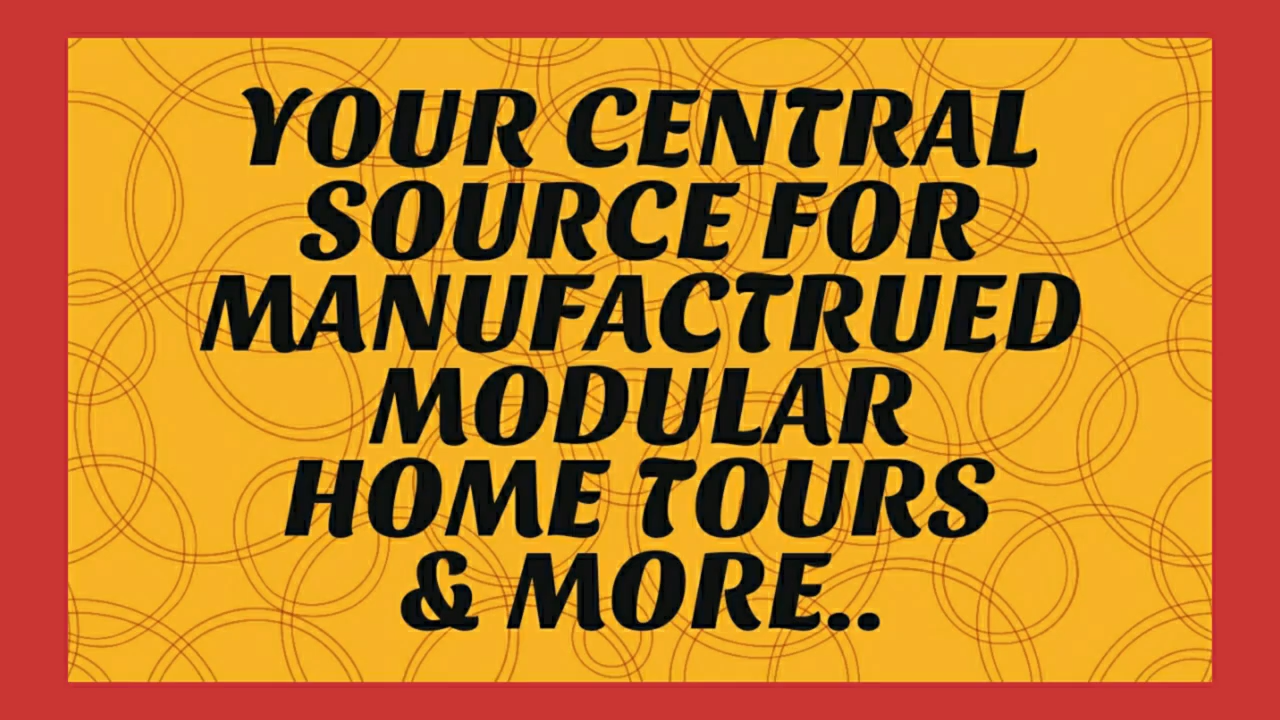 YOUR CENTRAL
SOURCE FOR
MANUFACTRUED
MODULAR
HOME TOURS
& MORE..